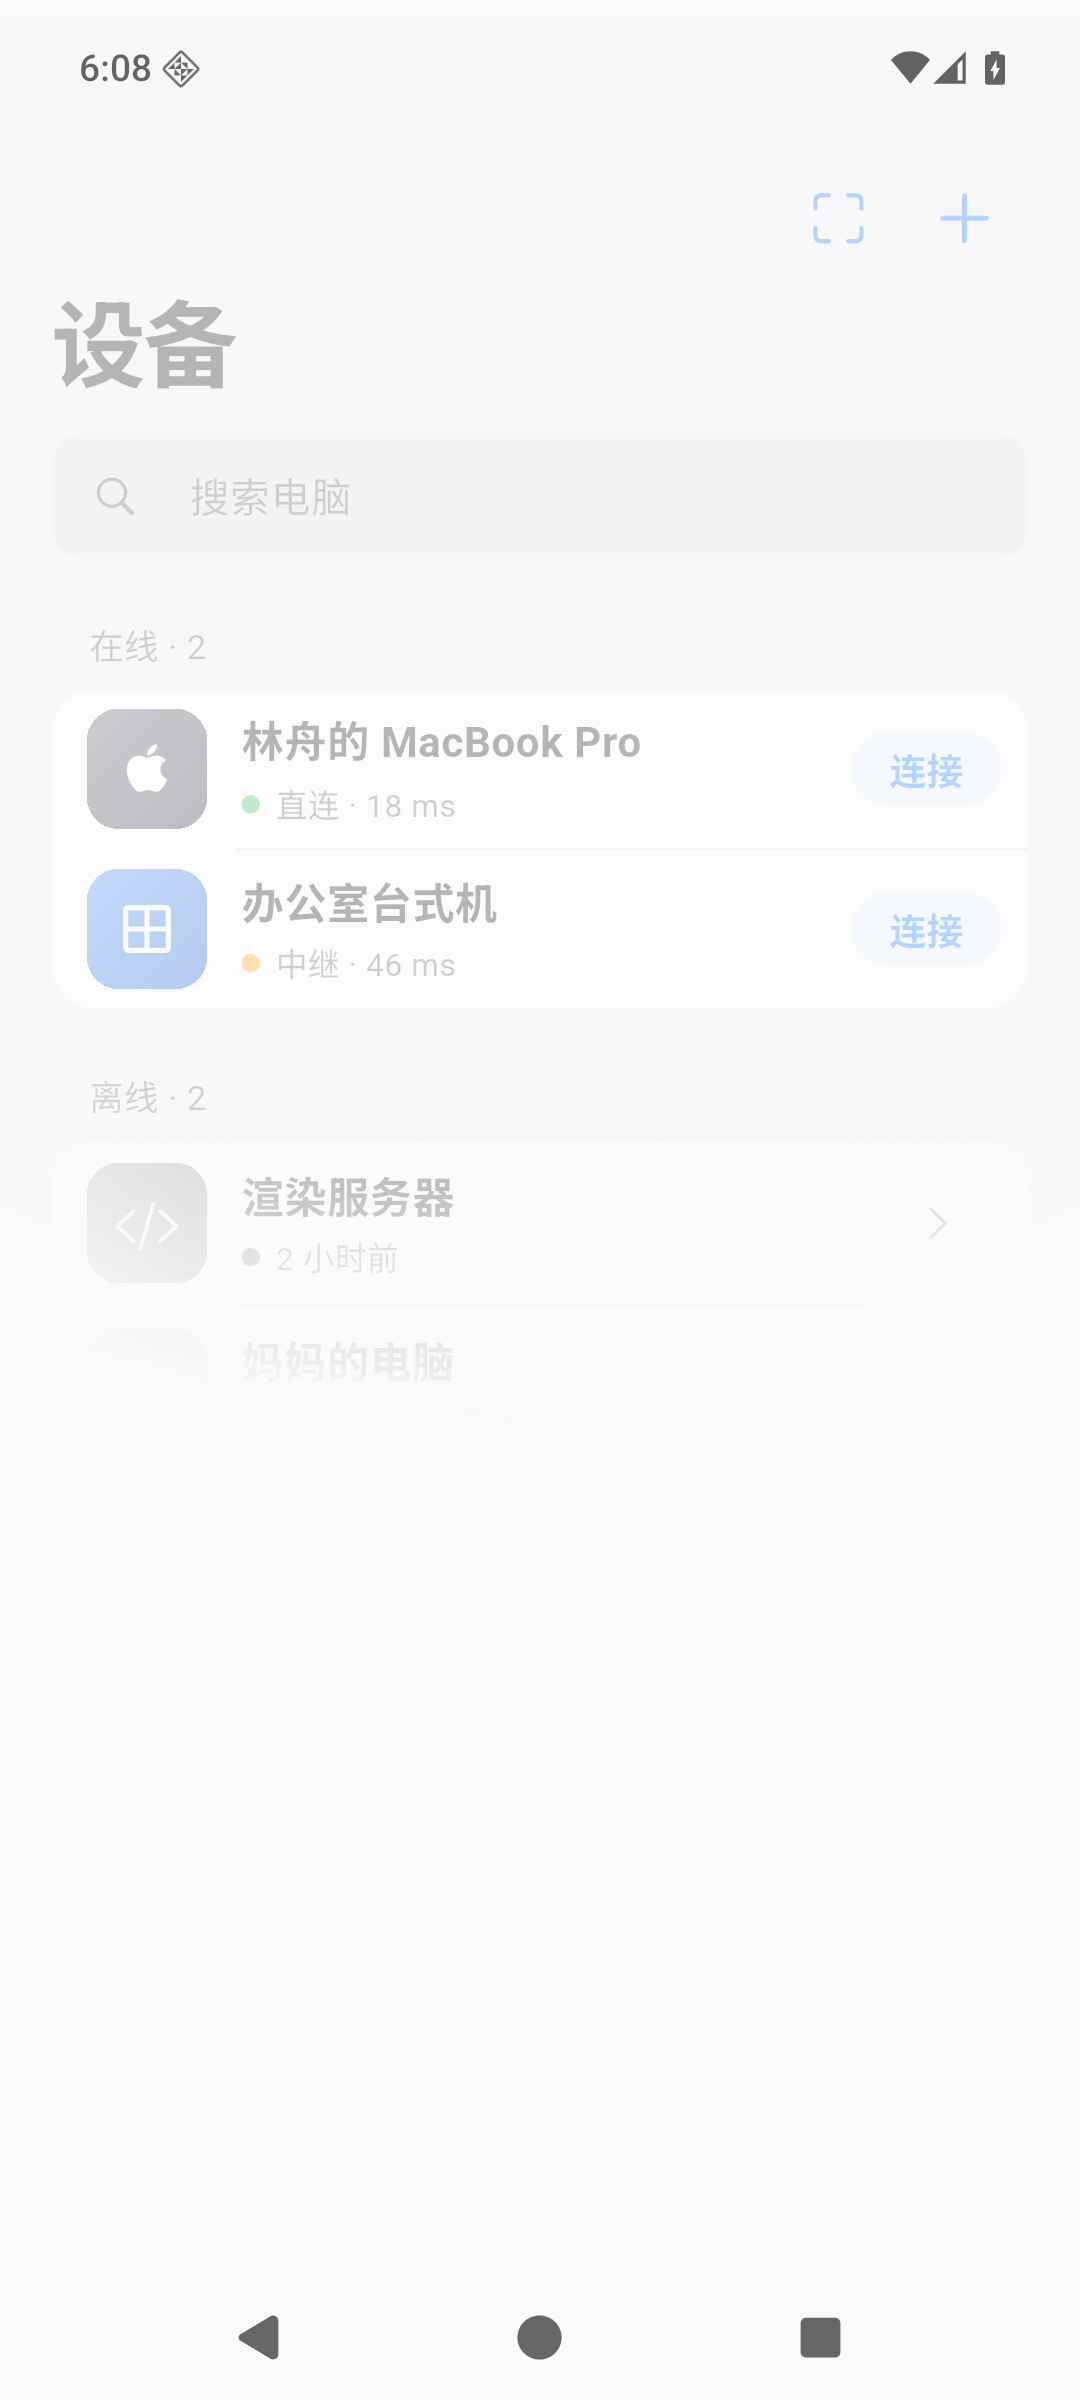 6:08
设备
搜索电脑
在线 · 2
林舟的 MacBook Pro
直连 · 18 ms
连接
办公室台式机
中继 · 46 ms
连接
离线 · 2
渲染服务器
2 小时前
妈妈的电脑